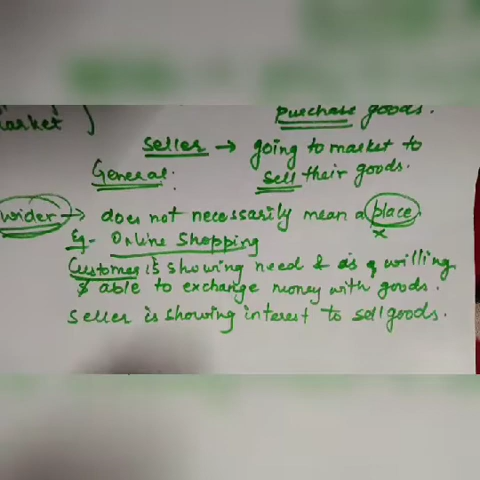 Purchase goods.
market }
Seller → going to market to
General: sell their goods.
wider → does not necessarily mean a place x
Eg - Online Shopping
Customer is showing need & is willing
& able to exchange money with goods.
Seller is showing interest to sell goods.